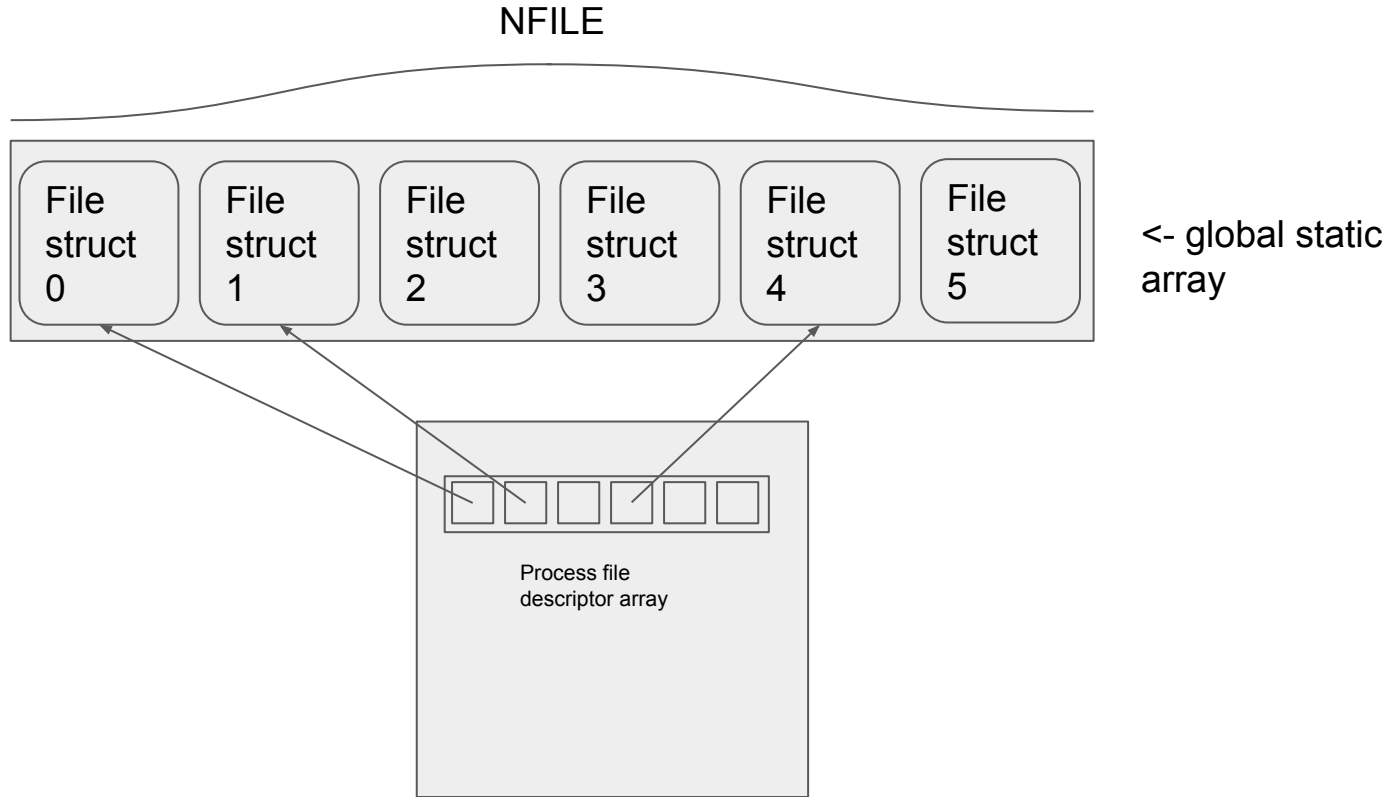 NFILE
File
struct
0
File
struct
1
File
struct
2
File
struct
3
File
struct
4
File
struct
5
<- global static
array
Process file
descriptor array